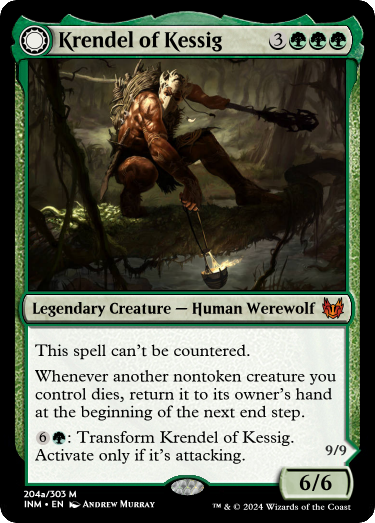 Krendel of Kessig 3
Legendary Creature — Human Werewolf
This spell can't be countered.
Whenever another nontoken creature you
control dies, return it to its owner's hand
at the beginning of the next end step.
6 : Transform Krendel of Kessig.
Activate only if it's attacking.
9/9
6/6
204a/303 M
INM • EN Andrew Murray
™ & © 2024 Wizards of the Coast